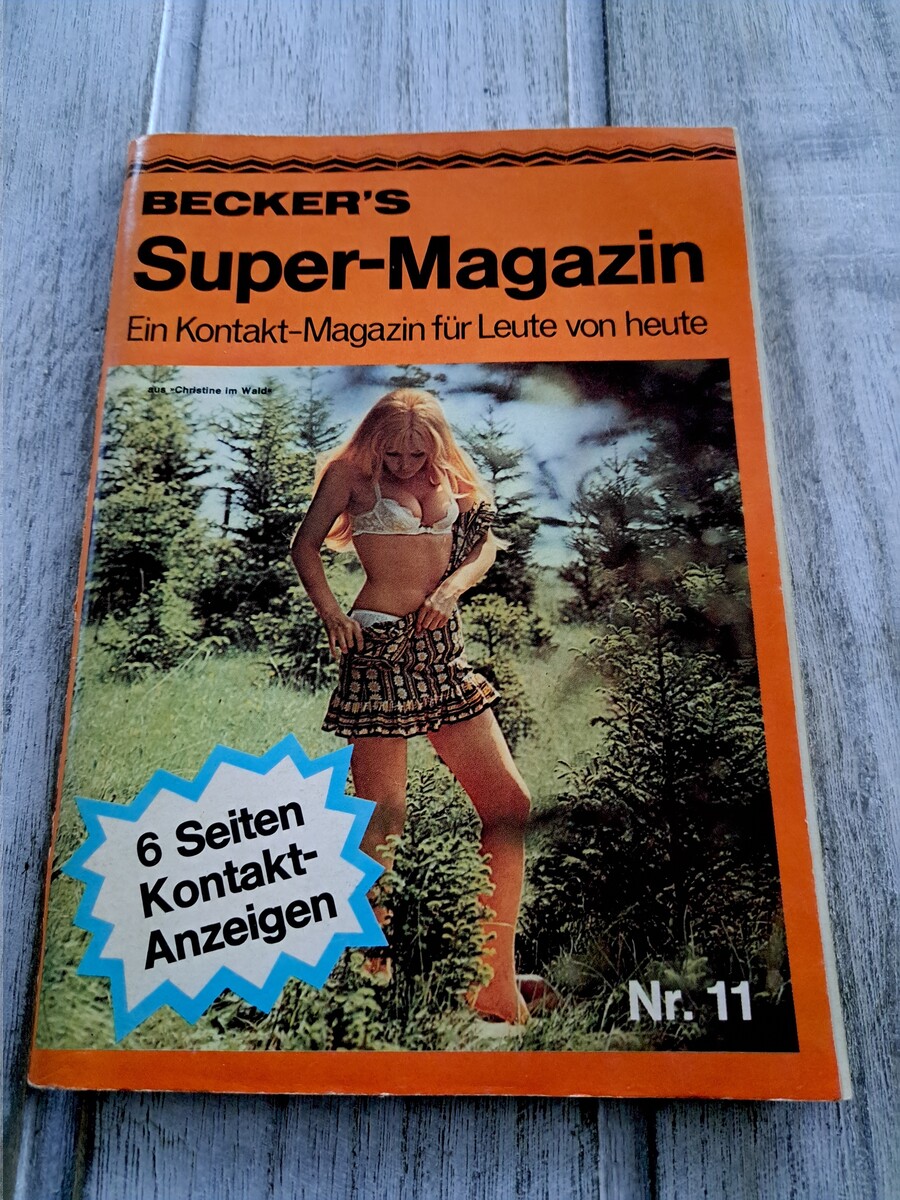 BECKER'S
Super-Magazin
Ein Kontakt-Magazin für Leute von heute
aus »Christine im Wald«
6 Seiten
Kontakt-
Anzeigen
Nr. 11